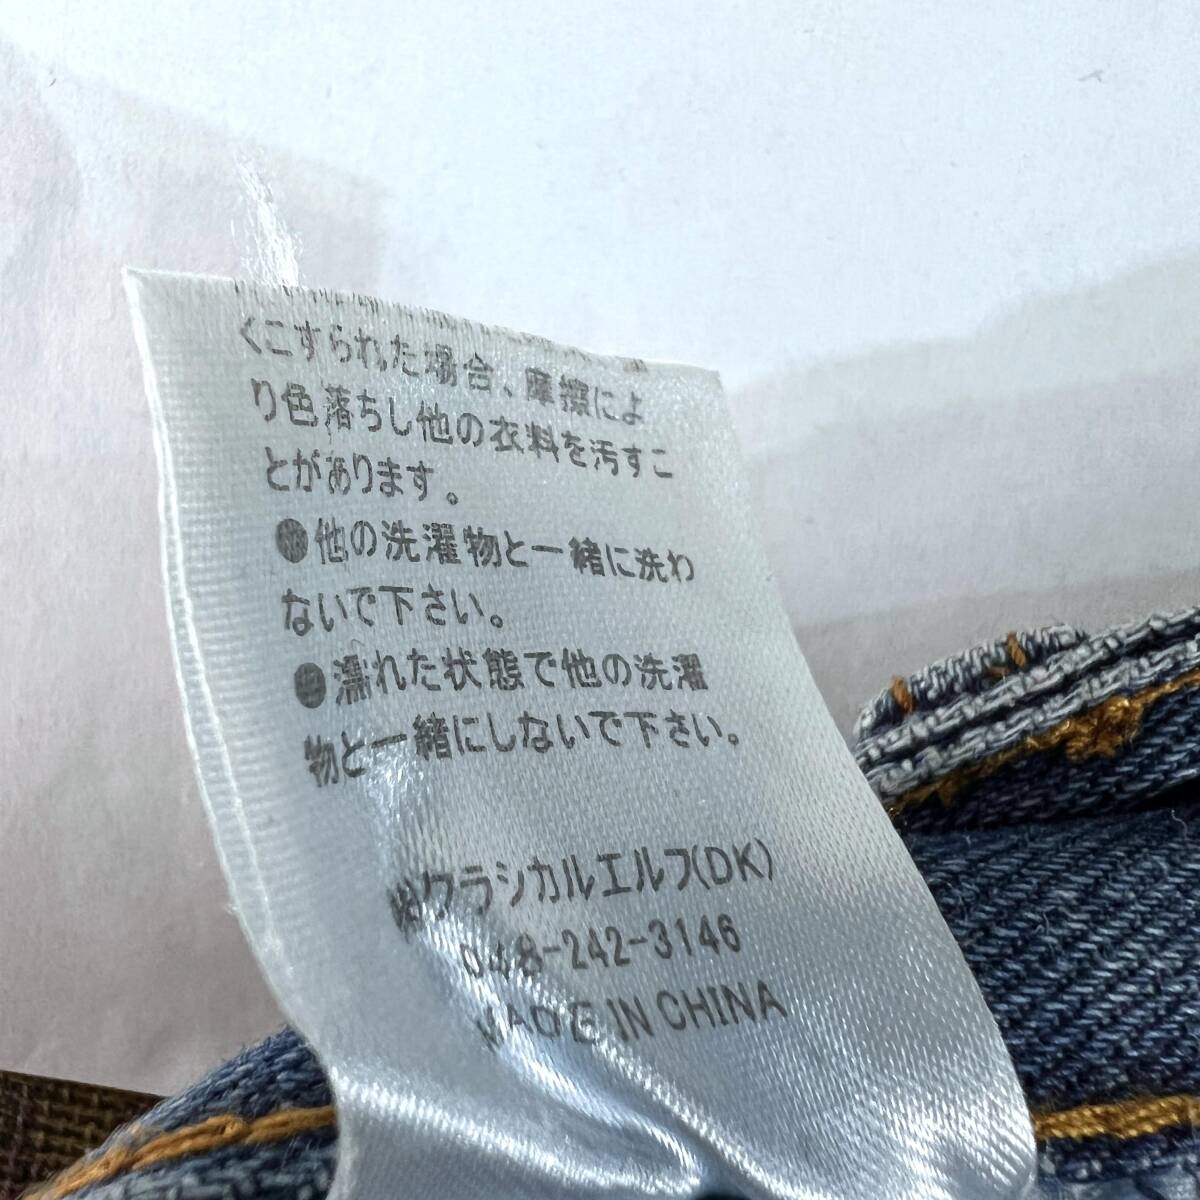 くこすられた場合、摩擦によ
り色落ちし他の衣料を汚すこ
とがあります。
●他の洗濯物と一緒に洗わ
ないで下さい。
●濡れた状態で他の洗濯
物と一緒にしないで下さい。
㈱クラシカルエルフ(DK)
048-242-3146
MADE IN CHINA